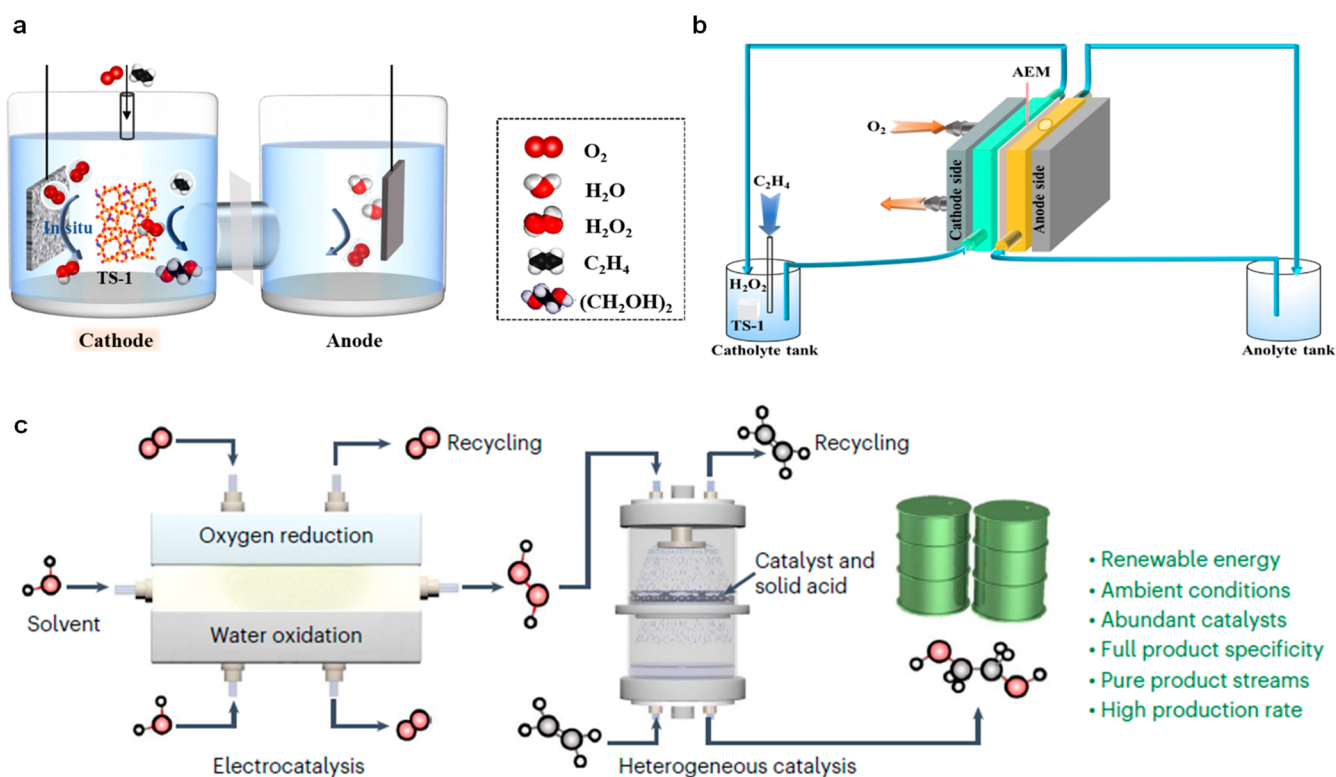 a
In situ
TS-1
Cathode
Anode
O₂
H₂O
H₂O₂
C₂H₄
(CH₂OH)₂
b
AEM
O₂
C₂H₄
Cathode side
Anode side
H₂O₂
TS-1
Catholyte tank
Anolyte tank
c
Recycling
Recycling
Oxygen reduction
Catalyst and
solid acid
Solvent
Water oxidation
Electrocatalysis
Heterogeneous catalysis
• Renewable energy
• Ambient conditions
• Abundant catalysts
• Full product specificity
• Pure product streams
• High production rate